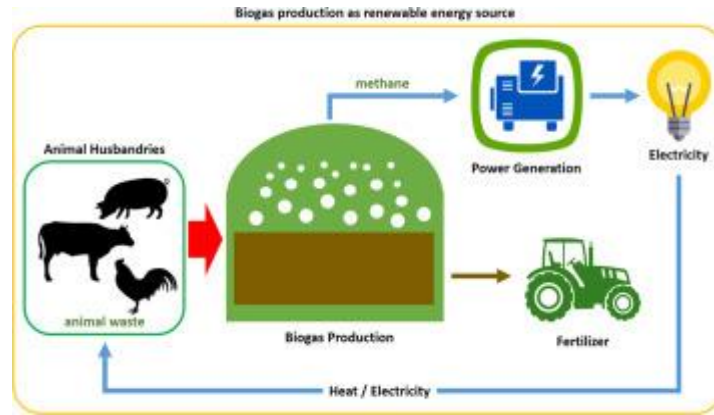 Biogas production as renewable energy source
methane
Animal Husbandries
Power Generation
Electricity
animal waste
Biogas Production
Fertilizer
Heat / Electricity